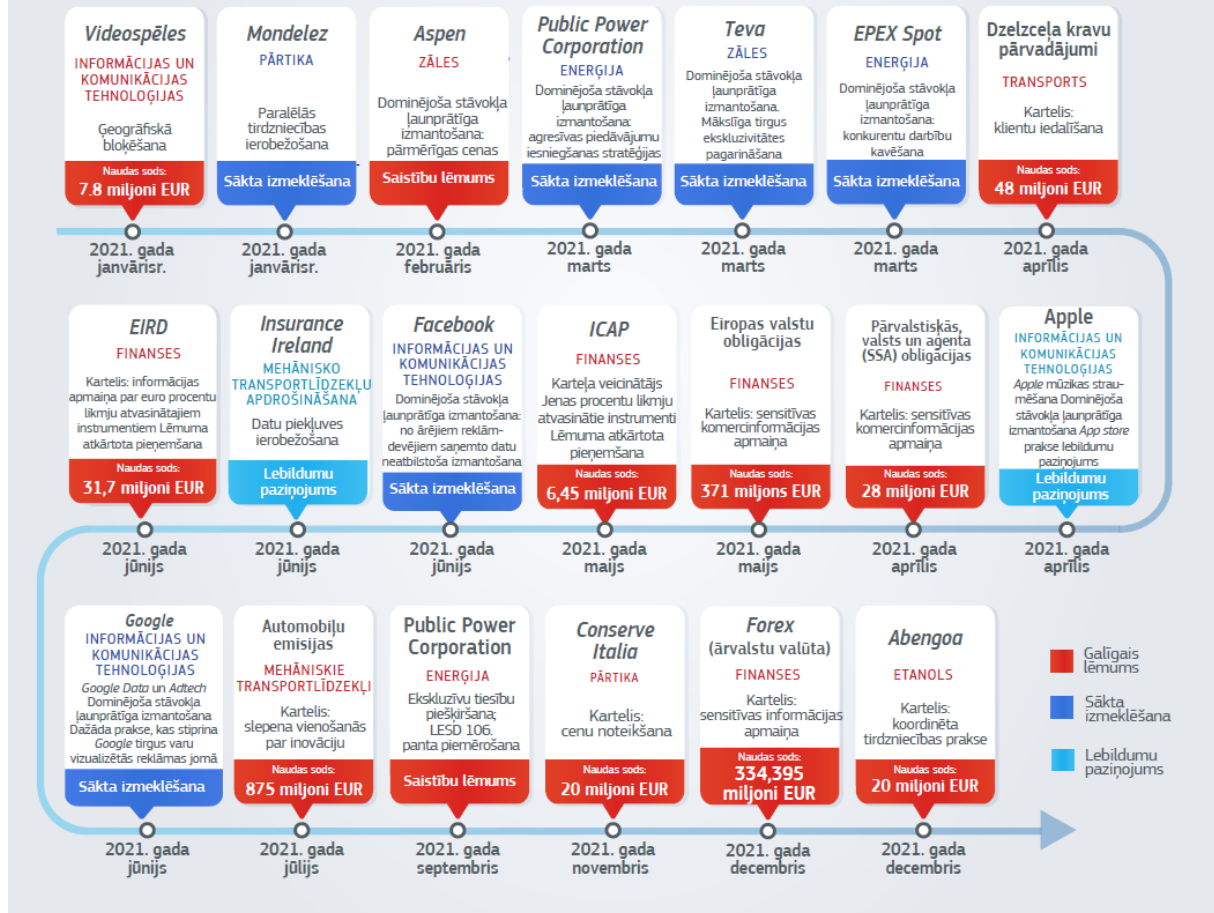 Videospēles
INFORMĀCIJAS UN
KOMUNIKĀCIJAS
TEHNOLOĢIJAS
Ģeogrāfiskā
bloķēšana
Naudas sods:
7.8 miljoni EUR
2021. gada
janvārisr.
Mondelez
PĀRTIKA
Paralēlās
tirdzniecības
ierobežošana
Sākta izmeklēšana
2021. gada
janvārisr.
Aspen
ZĀLES
Dominējoša stāvokļa
ļaunprātīga
izmantošana:
pārmērīgas cenas
Saistību lēmums
2021. gada
februāris
Public Power
Corporation
ENERĢIJA
Dominējoša stāvokļa
ļaunprātīga
izmantošana:
agresīvas piedāvājumu
iesniegšanas stratēģijas
Sākta izmeklēšana
2021. gada
marts
Teva
ZĀLES
Dominējoša stāvokļa
ļaunprātīga
izmantošana.
Mākslīga tirgus
ekskluzivitātes
pagarināšana
Sākta izmeklēšana
2021. gada
marts
EPEX Spot
ENERĢIJA
Dominējoša stāvokļa
ļaunprātīga
izmantošana:
konkurentu darbību
kavēšana
Sākta izmeklēšana
2021. gada
marts
Dzelzceļa kravu
pārvadājumi
TRANSPORTS
Kartelis:
klientu iedalīšana
Naudas sods:
48 miljoni EUR
2021. gada
aprīlis
EIRD
FINANSES
Kartelis: informācijas
apmaiņa par euro procentu
likmju atvasinātajiem
instrumentiem Lēmuma
atkārtota pieņemšana
Naudas sods:
31,7 miljoni EUR
2021. gada
jūnijs
Insurance
Ireland
MEHĀNISKO
TRANSPORTLĪDZEKĻU
APDROŠINĀŠANA
Datu piekļuves
ierobežošana
Lebildumu
paziņojums
2021. gada
jūnijs
Facebook
INFORMĀCIJAS UN
KOMUNIKĀCIJAS
TEHNOLOĢIJAS
Dominējoša stāvokļa
ļaunprātīga izmantošana:
no ārējiem reklām-
devējiem saņemto datu
neatbilstoša izmantošana
Sākta izmeklēšana
2021. gada
jūnijs
ICAP
FINANSES
Karteļa veicinātājs
Jenas procentu likmju
atvasinātie instrumenti
Lēmuma atkārtota
pieņemšana
Naudas sods:
6,45 miljoni EUR
2021. gada
maijs
Eiropas valstu
obligācijas
FINANSES
Kartelis: sensitīvas
komercinformācijas
apmaiņa
Naudas sods:
371 miljons EUR
2021. gada
maijs
Pārvalstiskās,
valsts un aģenta
(SSA) obligācijas
FINANSES
Kartelis: sensitīvas
komercinformācijas
apmaiņa
Naudas sods:
28 miljoni EUR
2021. gada
aprīlis
Apple
INFORMĀCIJAS UN
KOMUNIKĀCIJAS
TEHNOLOĢIJAS
Apple mūzikas strau-
mēšana Dominējoša
stāvokļa ļaunprātīga
izmantošana App store
prakse lebildumu
paziņojums
Lebildumu
paziņojums
2021. gada
aprīlis
Google
INFORMĀCIJAS UN
KOMUNIKĀCIJAS
TEHNOLOĢIJAS
Google Data un Adtech
Dominējoša stāvokļa
ļaunprātīga izmantošana
Dažāda prakse, kas stiprina
Google tirgus varu
vizualizētās reklāmas jomā
Sākta izmeklēšana
2021. gada
jūnijs
Automobiļu
emisijas
MEHĀNISKIE
TRANSPORTLĪDZEKĻI
Kartelis:
slepena vienošanās
par inovāciju
Naudas sods:
875 miljoni EUR
2021. gada
jūlijs
Public Power
Corporation
ENERĢIJA
Ekskluzīvu tiesību
piešķiršana;
LESD 106.
panta piemērošana
Saistību lēmums
2021. gada
septembris
Conserve
Italia
PĀRTIKA
Kartelis:
cenu noteikšana
Naudas sods:
20 miljoni EUR
2021. gada
novembris
Forex
(ārvalstu valūta)
FINANSES
Kartelis:
sensitīvas informācijas
apmaiņa
Naudas sods:
334,395
miljoni EUR
2021. gada
decembris
Abengoa
ETANOLS
Kartelis:
koordinēta
tirdzniecības prakse
Naudas sods:
20 miljoni EUR
2021. gada
decembris
Galīgais
lēmums
Sākta
izmeklēšana
Lebildumu
paziņojums